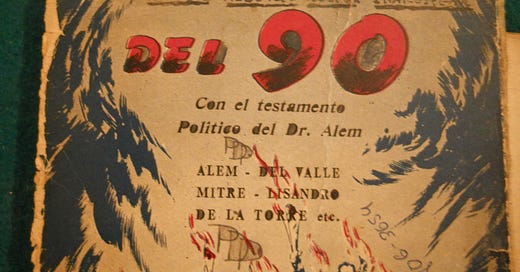 DEL 90
Con el testamento
Político del Dr. Alem
ALEM - DEL VALLE
MITRE - LISANDRO
DE LA TORRE etc.